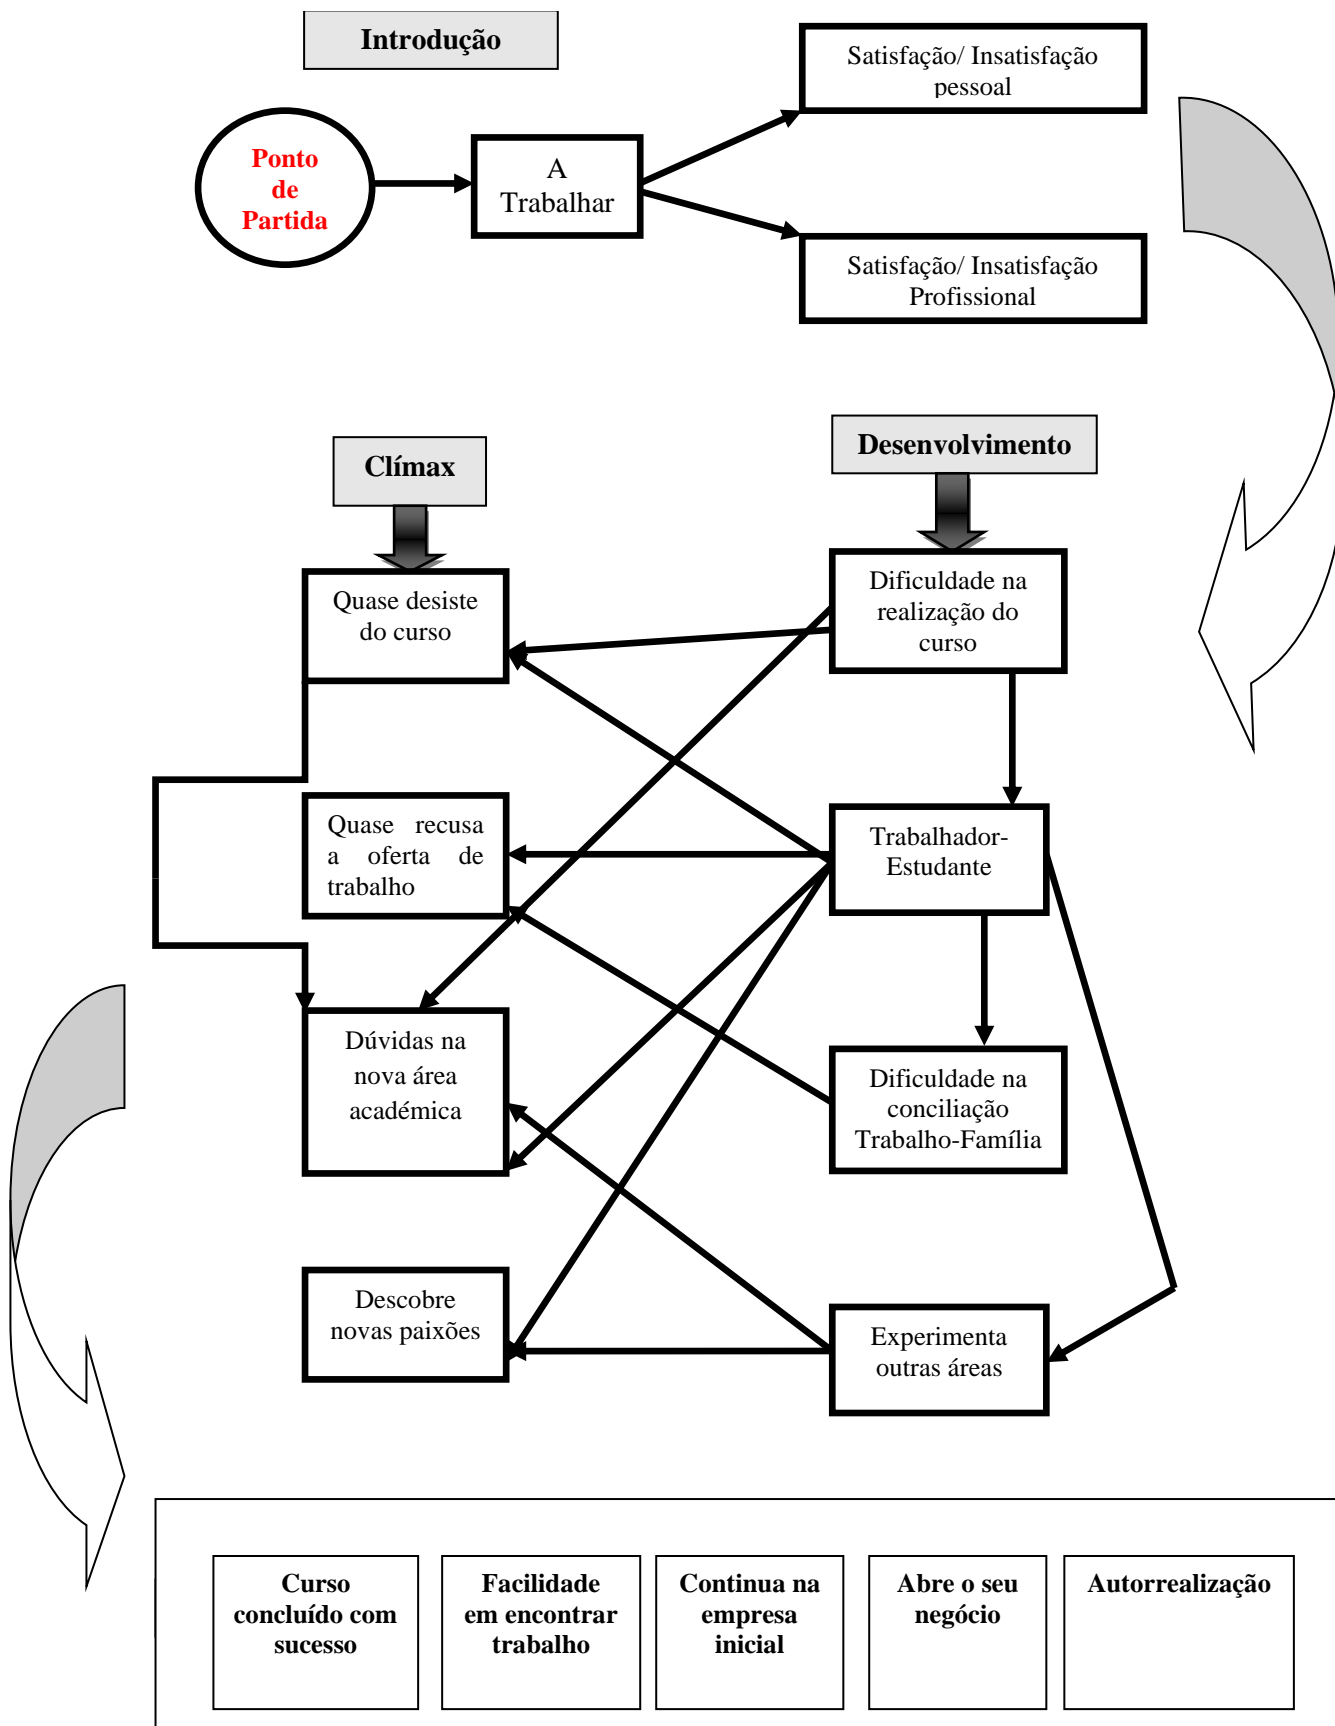 Introdução
Satisfação/ Insatisfação
pessoal
Ponto
de
Partida
A
Trabalhar
Satisfação/ Insatisfação
Profissional
Clímax
Desenvolvimento
Quase desiste
do curso
Dificuldade na
realização do
curso
Quase recusa
a oferta de
trabalho
Trabalhador-
Estudante
Dúvidas na
nova área
académica
Dificuldade na
conciliação
Trabalho-Família
Descobre
novas paixões
Experimenta
outras áreas
Curso
concluído com
sucesso
Facilidade
em encontrar
trabalho
Continua na
empresa
inicial
Abre o seu
negócio
Autorrealização